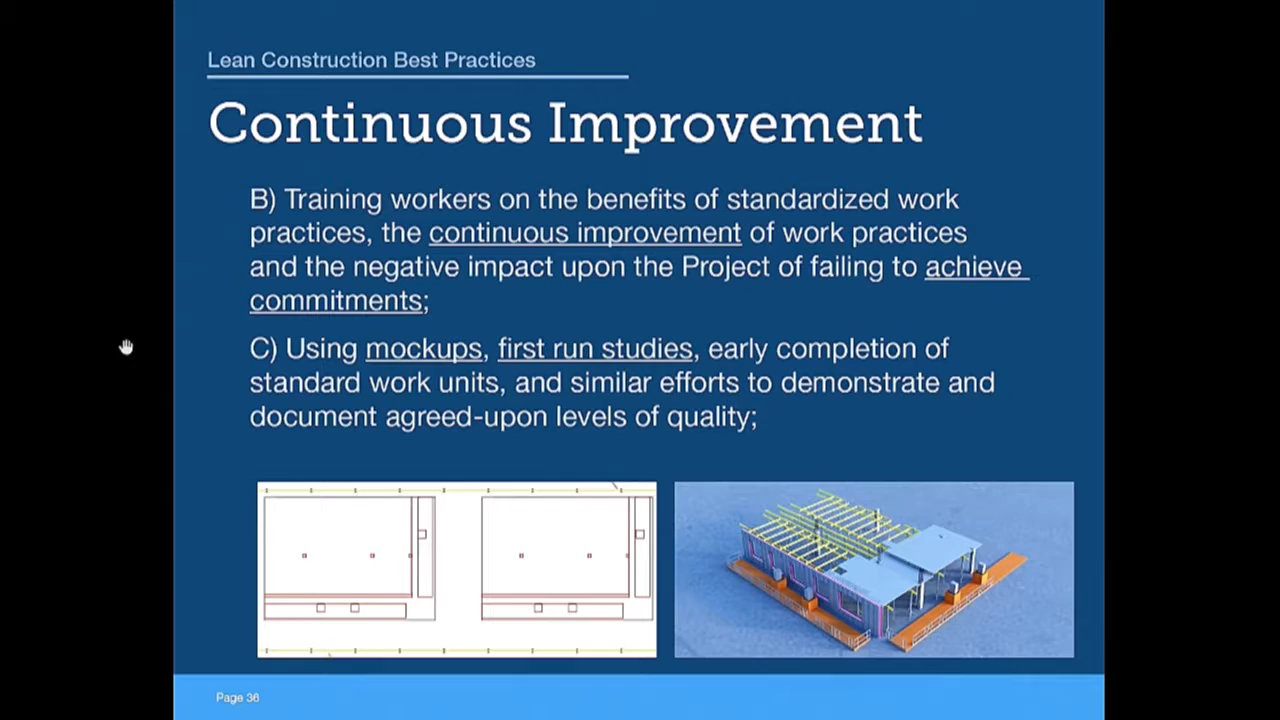 Lean Construction Best Practices
Continuous Improvement
B) Training workers on the benefits of standardized work
practices, the continuous improvement of work practices
and the negative impact upon the Project of failing to achieve
commitments;
C) Using mockups, first run studies, early completion of
standard work units, and similar efforts to demonstrate and
document agreed-upon levels of quality;
Page 36